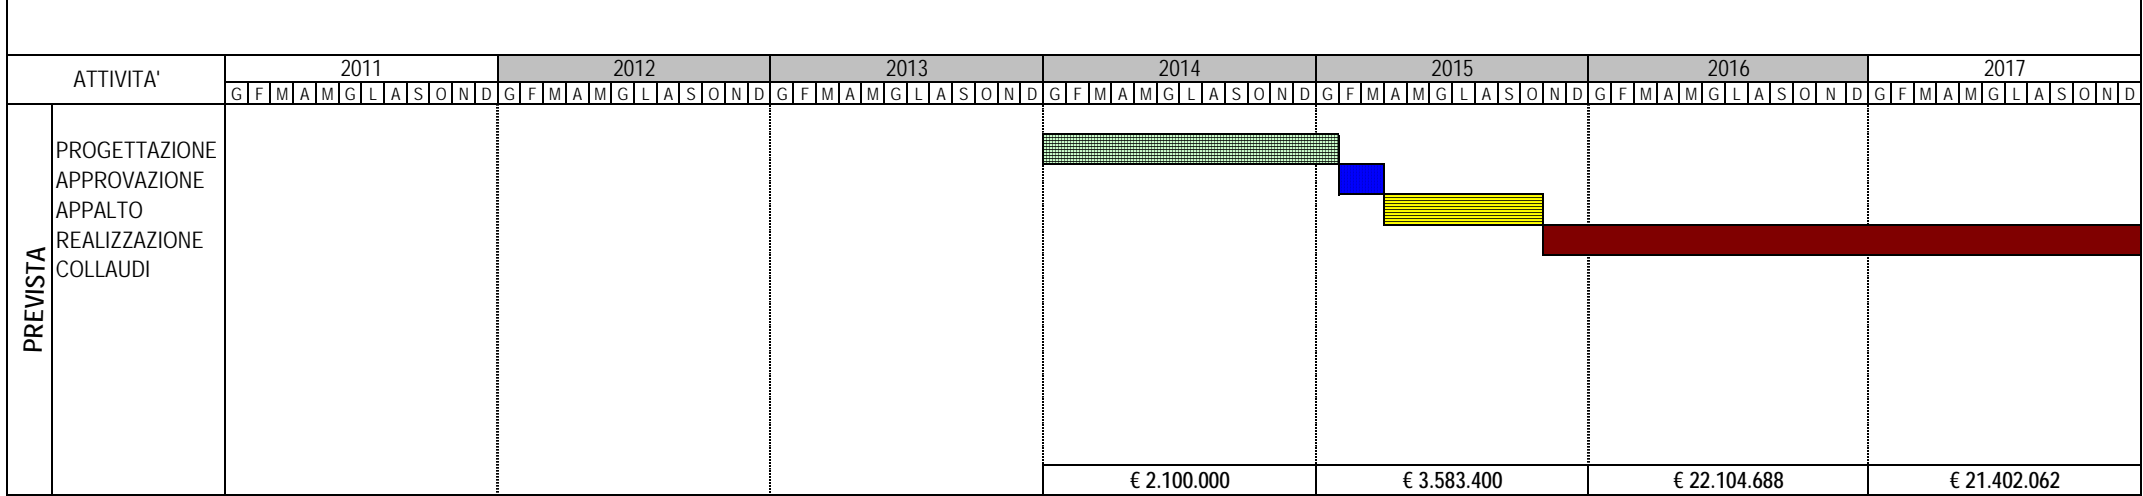 ATTIVITA' 2011 2012 2013 2014 2015 2016 2017
G F M A M G L A S O N D G F M A M G L A S O N D G F M A M G L A S O N D G F M A M G L A S O N D G F M A M G L A S O N D G F M A M G L A S O N D G F M A M G L A S O N D
PREVISTA
PROGETTAZIONE
APPROVAZIONE
APPALTO
REALIZZAZIONE
COLLAUDI
€ 2.100.000 € 3.583.400 € 22.104.688 € 21.402.062